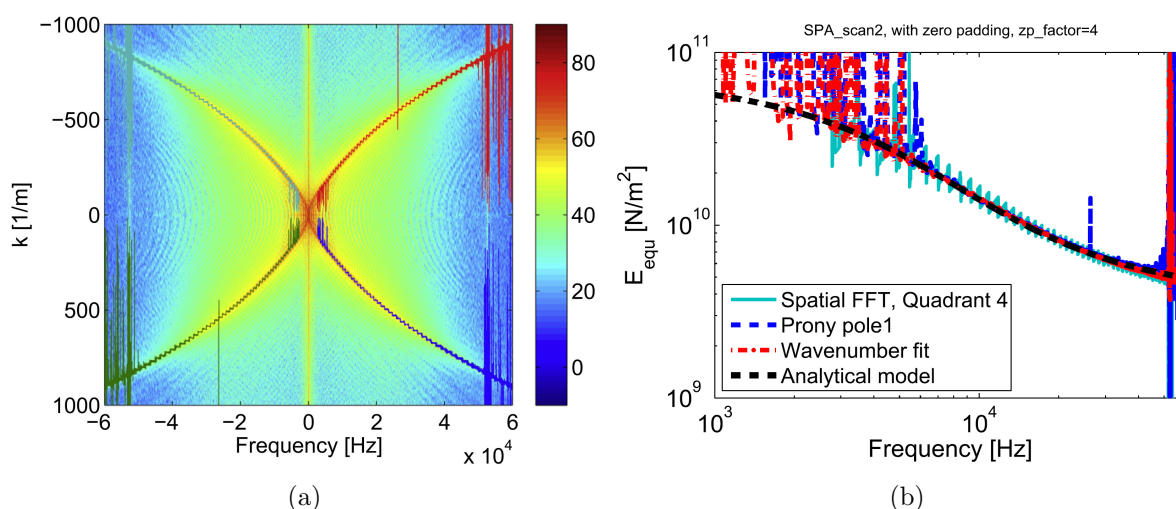 −1000
−500
0
500
1000
k [1/m]
−6
−4
−2
0
2
4
6
Frequency [Hz]
x 10^4
80
60
40
20
0
(a)
SPA_scan2, with zero padding, zp_factor=4
10^11
10^10
10^9
E_equ [N/m^2]
Spatial FFT, Quadrant 4
Prony pole1
Wavenumber fit
Analytical model
10^3
10^4
Frequency [Hz]
(b)